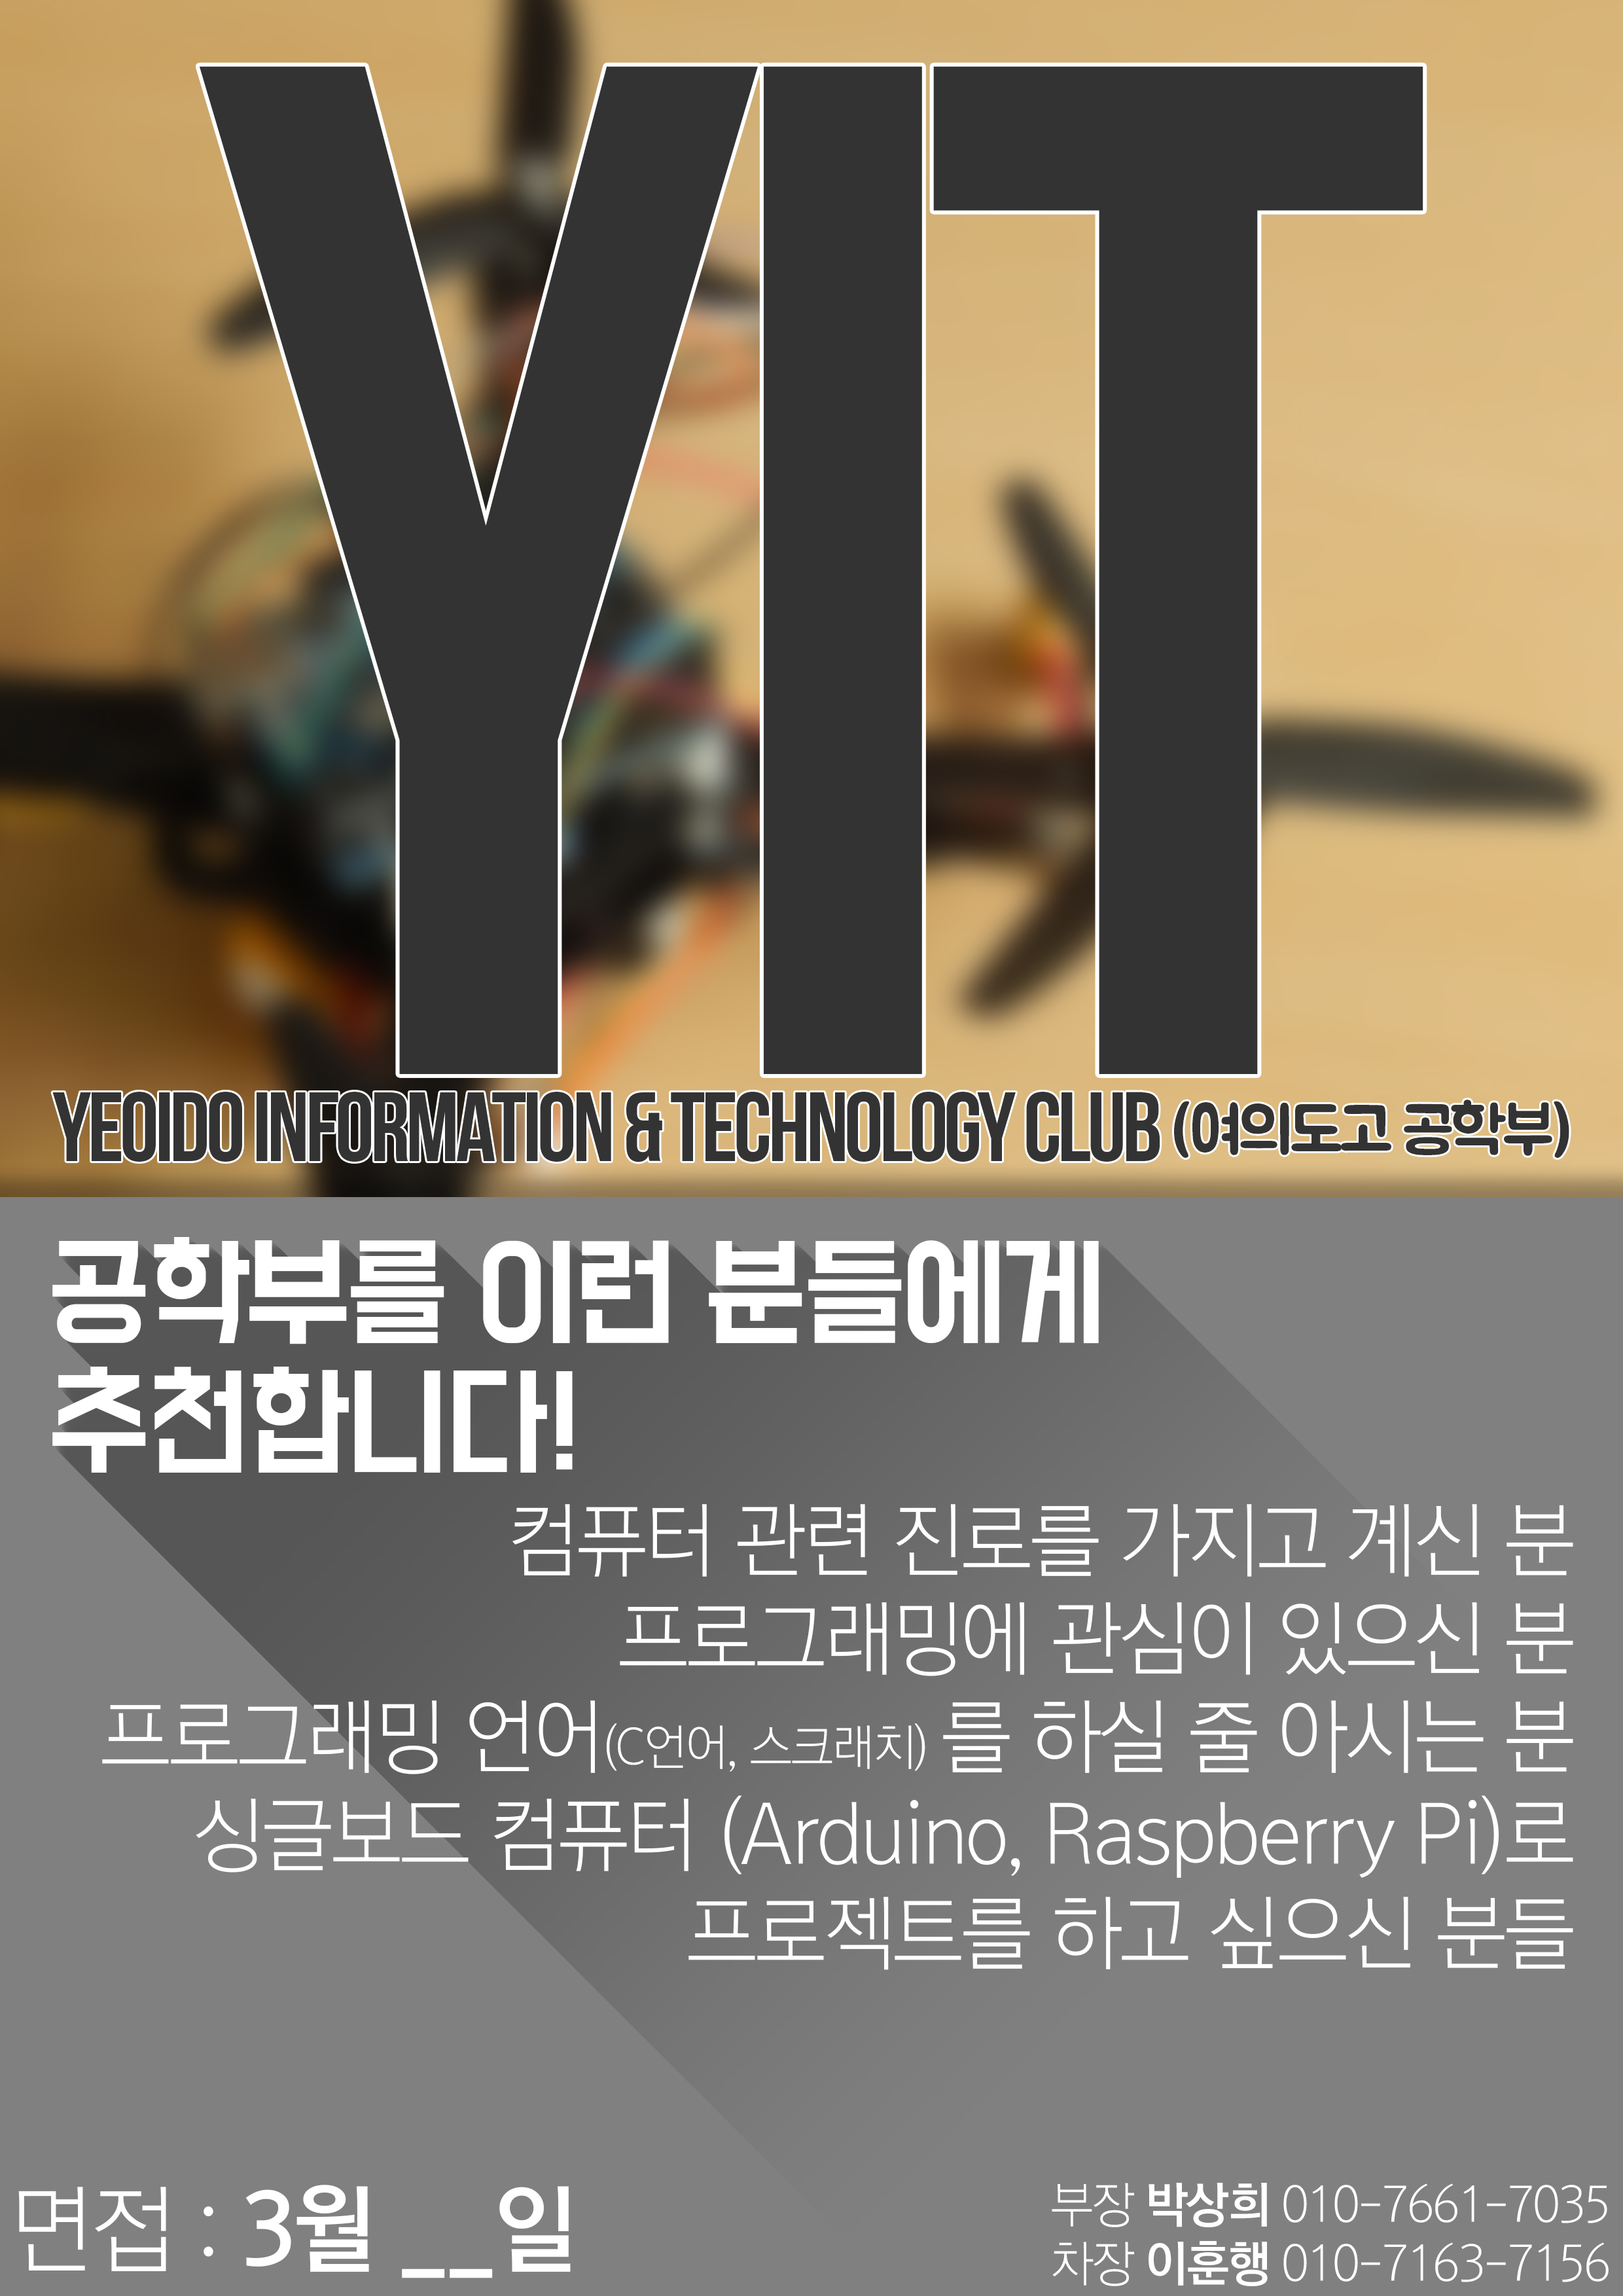 YIT
YEOIDO INFORMATION & TECHNOLOGY CLUB (여의도고 공학부)
공학부를 이런 분들에게
추천합니다!
컴퓨터 관련 진로를 가지고 계신 분
프로그래밍에 관심이 있으신 분
프로그래밍 언어(C언어, 스크래치) 를 하실 줄 아시는 분
싱글보드 컴퓨터 (Arduino, Raspberry Pi)로
프로젝트를 하고 싶으신 분들
면접 : 3월 __일
부장 박상희 010-7661-7035
차장 이훈행 010-7163-7156